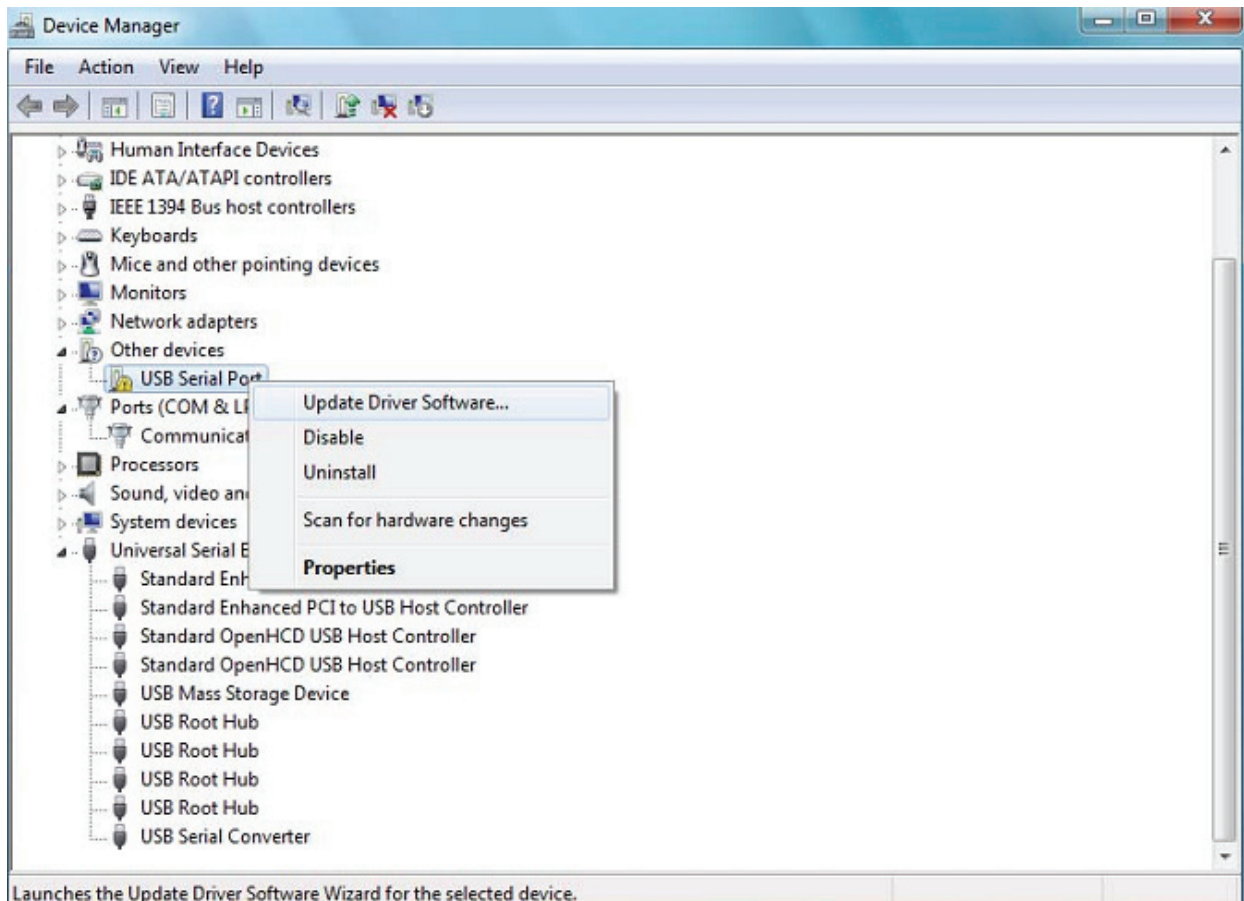 Device Manager
File Action View Help
Human Interface Devices
IDE ATA/ATAPI controllers
IEEE 1394 Bus host controllers
Keyboards
Mice and other pointing devices
Monitors
Network adapters
Other devices
USB Serial Port
Update Driver Software...
Ports (COM & LP
Communicat
Disable
Processors
Uninstall
Sound, video an
System devices
Scan for hardware changes
Universal Serial B
Properties
Standard Enh
Standard Enhanced PCI to USB Host Controller
Standard OpenHCD USB Host Controller
Standard OpenHCD USB Host Controller
USB Mass Storage Device
USB Root Hub
USB Root Hub
USB Root Hub
USB Root Hub
USB Serial Converter
Launches the Update Driver Software Wizard for the selected device.